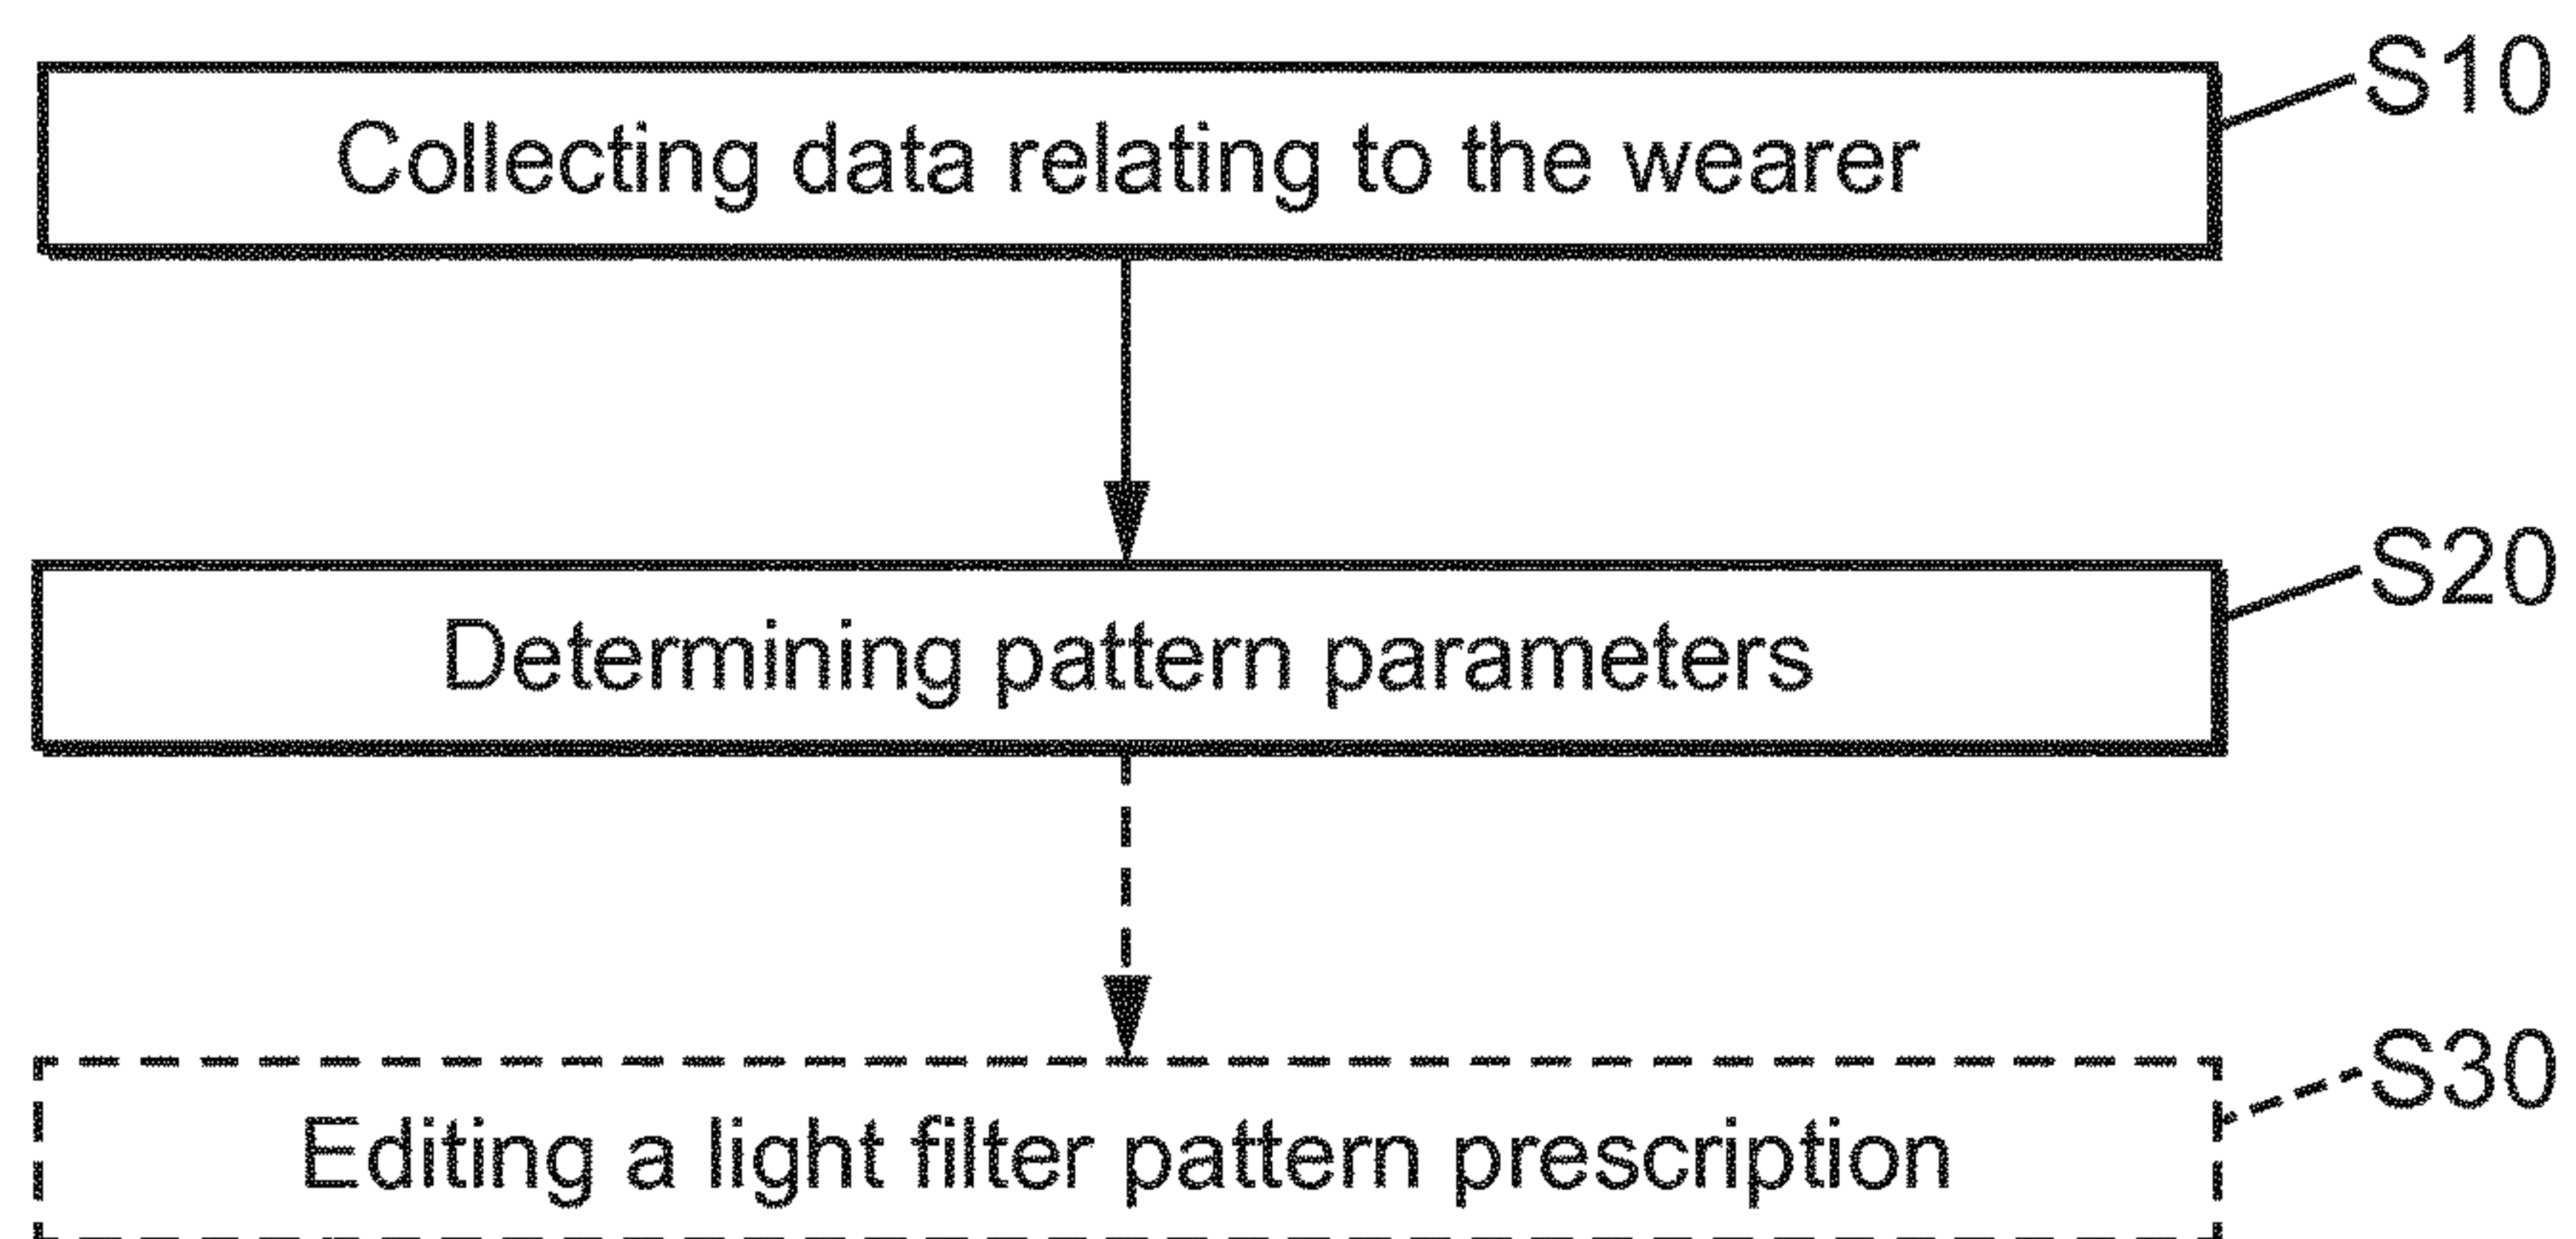 S10
Collecting data relating to the wearer
S20
Determining pattern parameters
S30
Editing a light filter pattern prescription